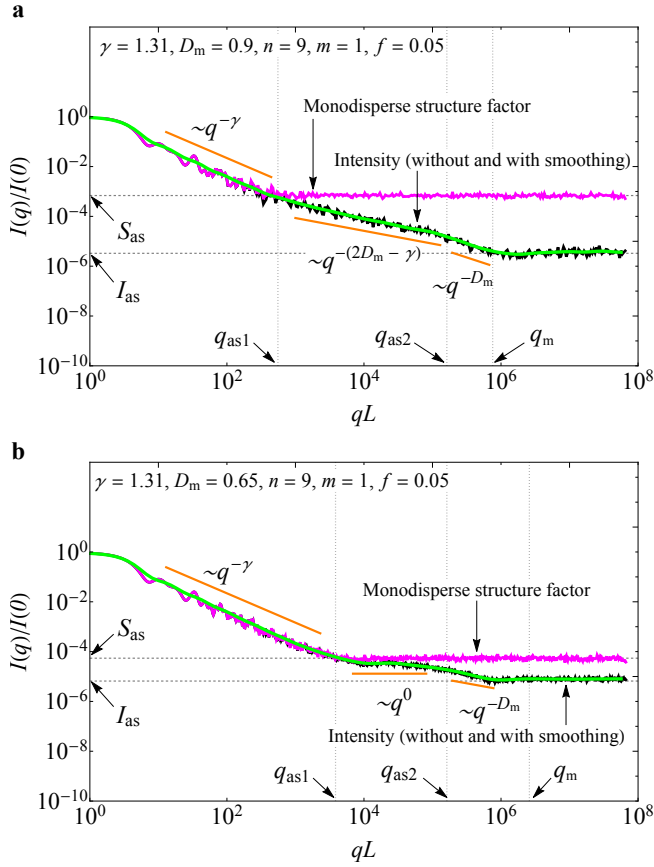 a
γ = 1.31, Dm = 0.9, n = 9, m = 1, f = 0.05
~q^−γ
Monodisperse structure factor
Intensity (without and with smoothing)
~q^−(2Dm − γ)
~q^−Dm
I(q)/I(0)
10^0
10^−2
10^−4
Sas
10^−6
Ias
10^−8
10^−10
qas1
qas2
qm
10^0
10^2
10^4
10^6
10^8
qL
b
γ = 1.31, Dm = 0.65, n = 9, m = 1, f = 0.05
~q^−γ
Monodisperse structure factor
~q^0
~q^−Dm
Intensity (without and with smoothing)
I(q)/I(0)
10^0
10^−2
Sas
10^−4
Ias
10^−6
10^−8
10^−10
qas1
qas2
qm
10^0
10^2
10^4
10^6
10^8
qL